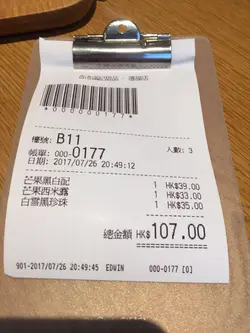 *000000177*
檯號: B11
人數: 3
帳單: 000-0177
日期: 2017/07/26 20:49:12
芒果黑白配 1 HK$39.00
芒果西米露 1 HK$33.00
白雪黑珍珠 1 HK$35.00
總金額 HK$107.00
901-2017/07/26 20:49:45 EDWIN 000-0177 [0]